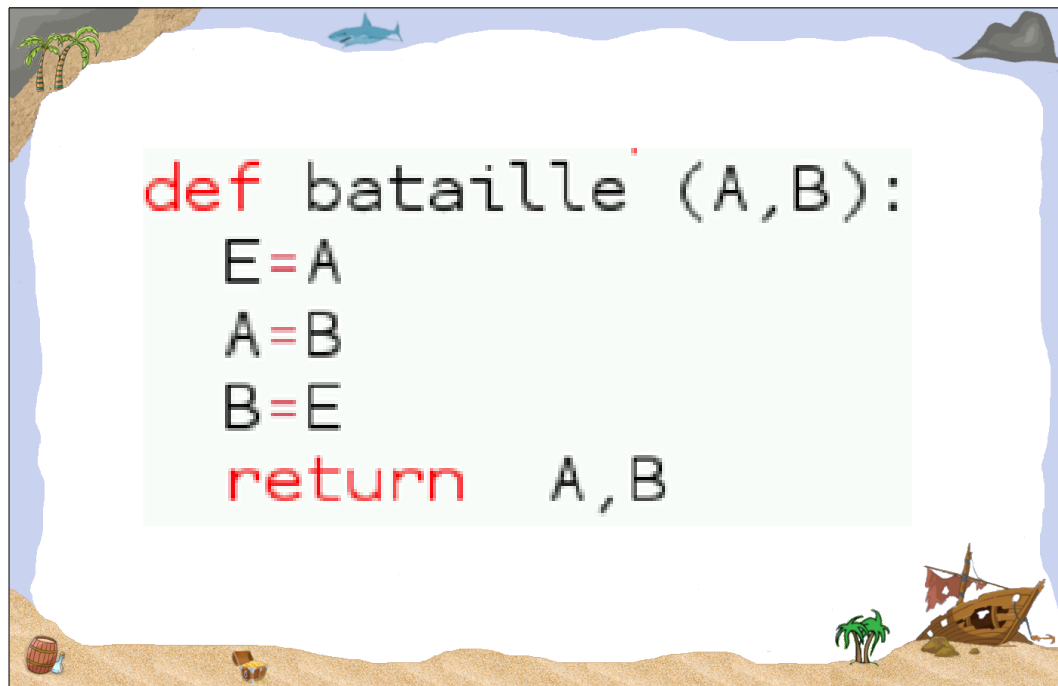 def bataille (A,B):
  E=A
  A=B
  B=E
  return  A,B